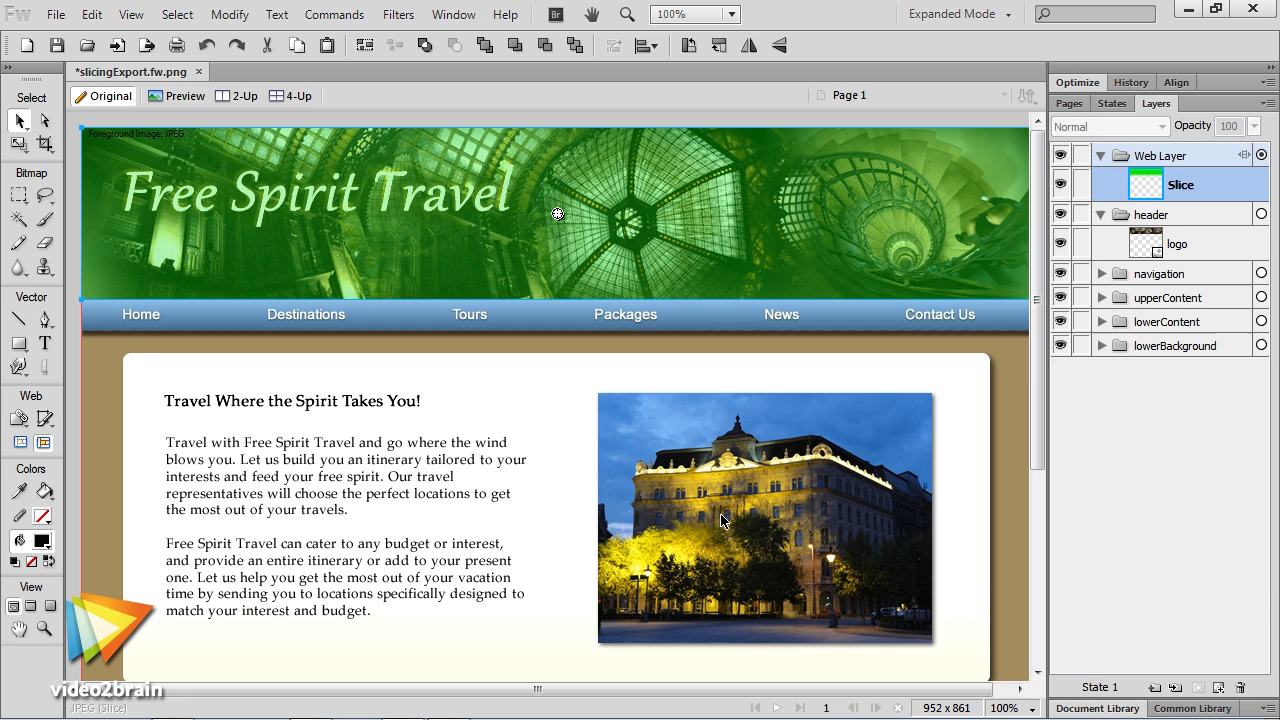 Fw File Edit View Select Modify Text Commands Filters Window Help Br 100% Expanded Mode
*slicingExport.fw.png ×
Original Preview 2-Up 4-Up Page 1
Foreground Image: JPEG
Free Spirit Travel
Home Destinations Tours Packages News Contact Us
Travel Where the Spirit Takes You!
Travel with Free Spirit Travel and go where the wind
blows you. Let us build you an itinerary tailored to your
interests and feed your free spirit. Our travel
representatives will choose the perfect locations to get
the most out of your travels.
Free Spirit Travel can cater to any budget or interest,
and provide an entire itinerary or add to your present
one. Let us help you get the most out of your vacation
time by sending you to locations specifically designed to
match your interest and budget.
Select
Bitmap
Vector
T
Web
Colors
View
video2brain
JPEG (Slice)
1 952 x 861 100%
Optimize History Align
Pages States Layers
Normal Opacity 100
Web Layer
Slice
header
logo
navigation
upperContent
lowerContent
lowerBackground
State 1
Document Library Common Library